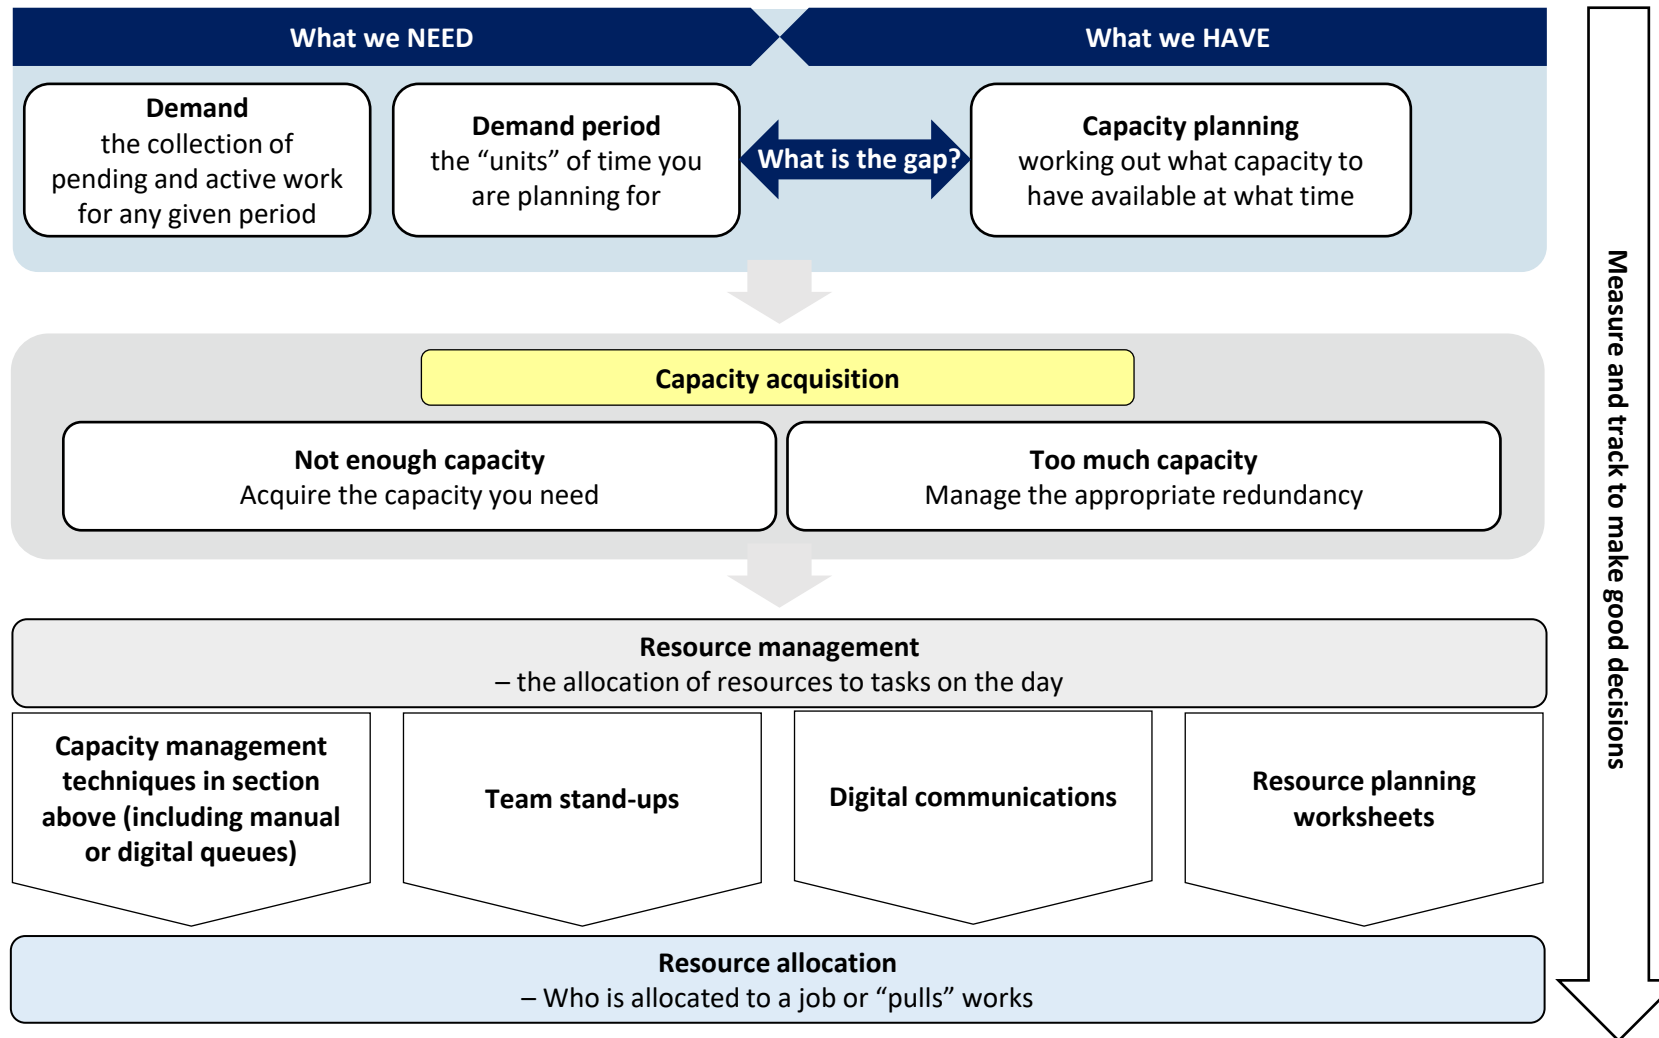 What we NEED
What we HAVE
Demand
the collection of
pending and active work
for any given period
Demand period
the “units” of time you
are planning for
What is the gap?
Capacity planning
working out what capacity to
have available at what time
Capacity acquisition
Not enough capacity
Acquire the capacity you need
Too much capacity
Manage the appropriate redundancy
Resource management
– the allocation of resources to tasks on the day
Capacity management
techniques in section
above (including manual
or digital queues)
Team stand-ups
Digital communications
Resource planning
worksheets
Resource allocation
– Who is allocated to a job or “pulls” works
Measure and track to make good decisions